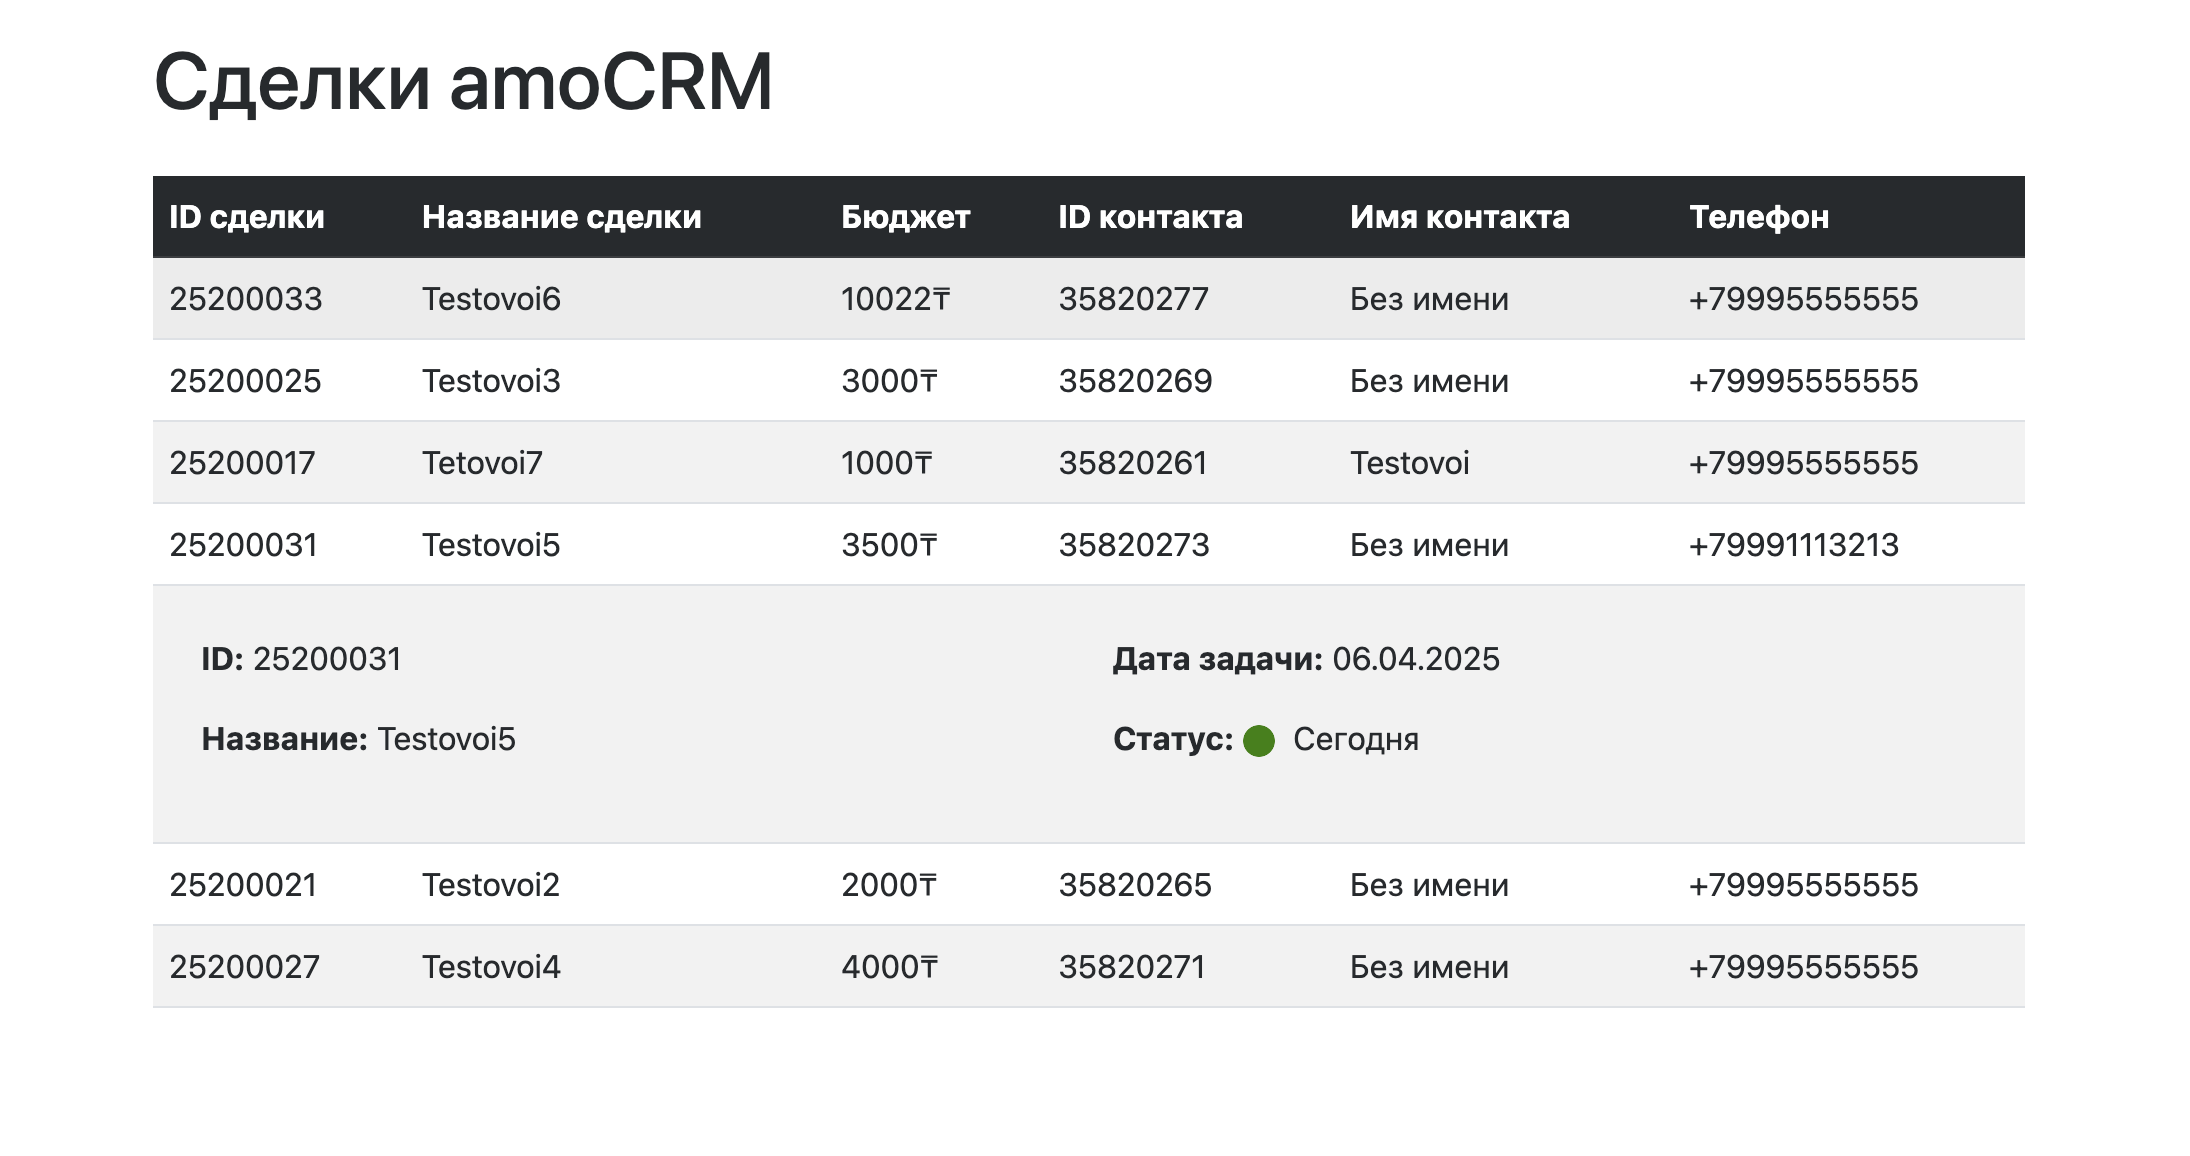 Сделки amoCRM
ID сделки Название сделки Бюджет ID контакта Имя контакта Телефон
25200033 Testovoi6 10022₸ 35820277 Без имени +79995555555
25200025 Testovoi3 3000₸ 35820269 Без имени +79995555555
25200017 Tetovoi7 1000₸ 35820261 Testovoi +79995555555
25200031 Testovoi5 3500₸ 35820273 Без имени +79991113213
ID: 25200031 Дата задачи: 06.04.2025
Название: Testovoi5 Статус: Сегодня
25200021 Testovoi2 2000₸ 35820265 Без имени +79995555555
25200027 Testovoi4 4000₸ 35820271 Без имени +79995555555